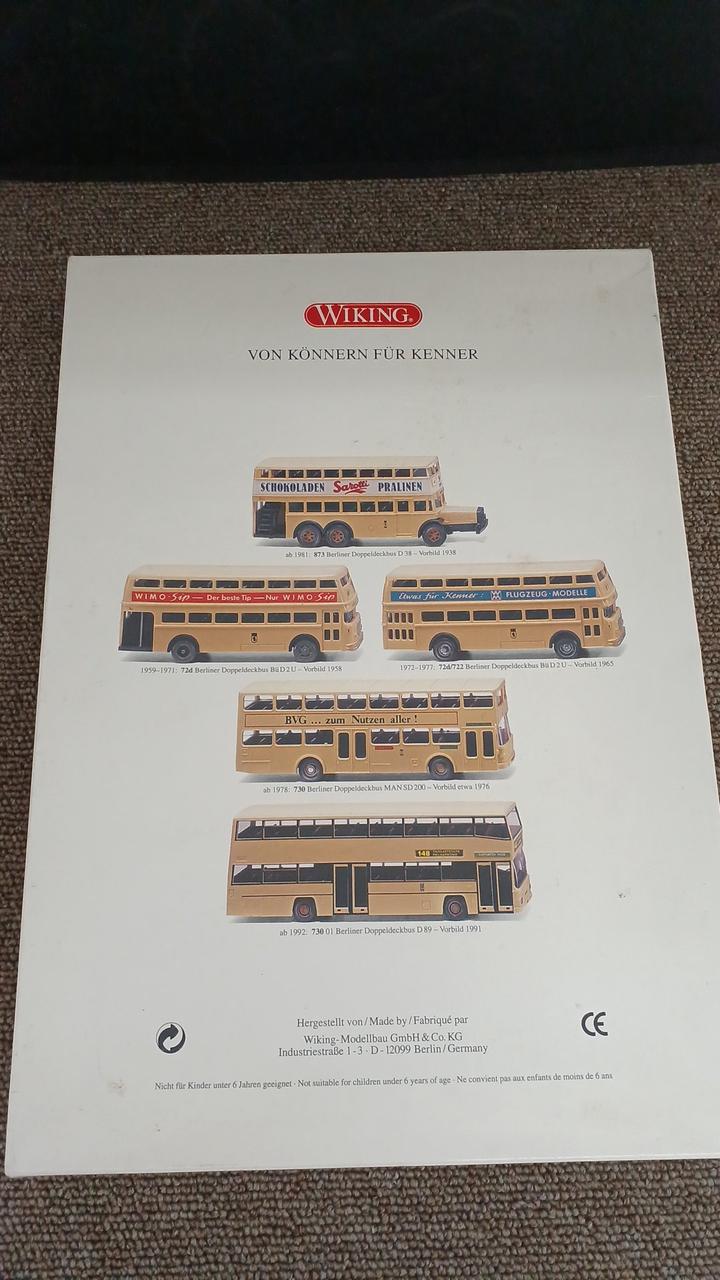 WIKING®
VON KÖNNERN FÜR KENNER
SCHOKOLADEN Sarotti PRALINEN
ab 1981: 873 Berliner Doppeldeckbus D 38 – Vorbild 1938
WIMO-Sip — Der beste Tip — Nur WIMO-Sip
Etwas für Kenner: FLUGZEUG-MODELLE
1959–1971: 72d Berliner Doppeldeckbus Bü D 2 U – Vorbild 1958
1972–1977: 72d/722 Berliner Doppeldeckbus Bü D 2 U – Vorbild 1965
BVG ... zum Nutzen aller !
ab 1978: 730 Berliner Doppeldeckbus MAN SD 200 – Vorbild etwa 1976
148
ab 1992: 730 01 Berliner Doppeldeckbus D 89 – Vorbild 1991
Hergestellt von / Made by / Fabriqué par
CE
Wiking-Modellbau GmbH & Co. KG
Industriestraße 1-3 · D-12099 Berlin / Germany
Nicht für Kinder unter 6 Jahren geeignet · Not suitable for children under 6 years of age · Ne convient pas aux enfants de moins de 6 ans